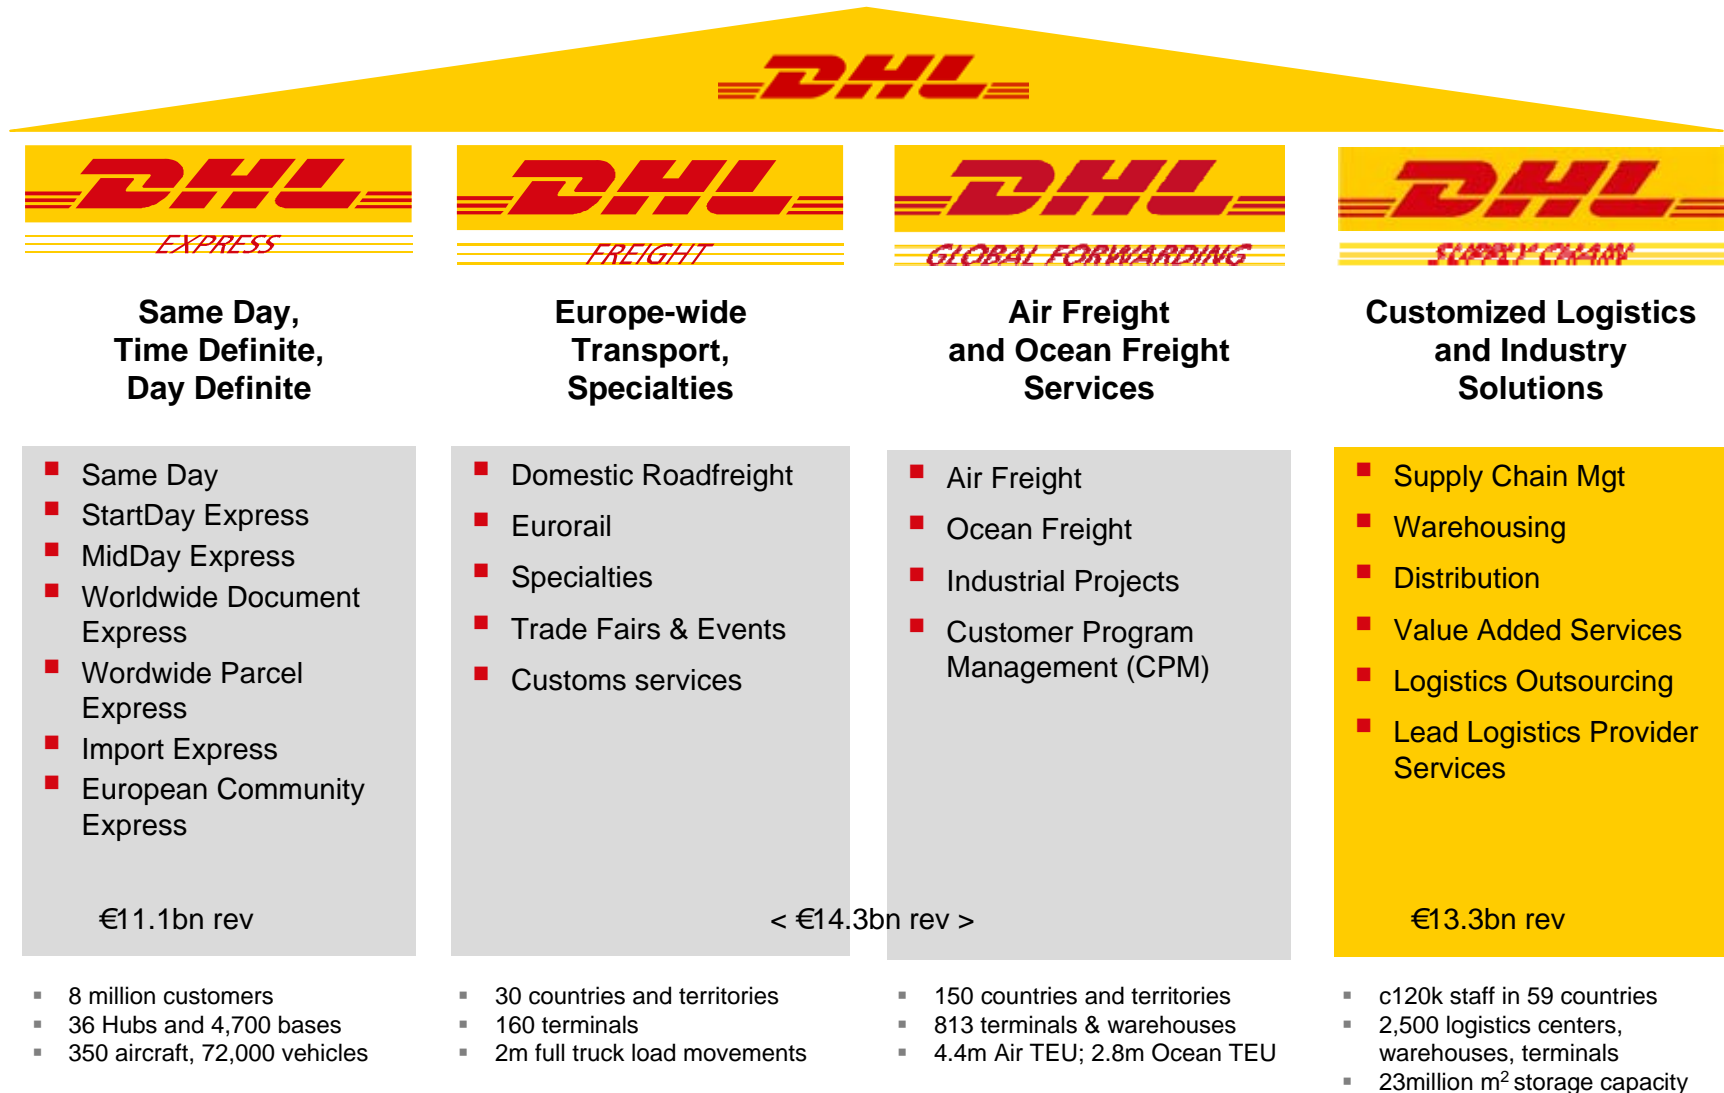 DHL
DHL
EXPRESS
Same Day,
Time Definite,
Day Definite
Same Day
StartDay Express
MidDay Express
Worldwide Document
Express
Wordwide Parcel
Express
Import Express
European Community
Express
€11.1bn rev
8 million customers
36 Hubs and 4,700 bases
350 aircraft, 72,000 vehicles
DHL
FREIGHT
Europe-wide
Transport,
Specialties
Domestic Roadfreight
Eurorail
Specialties
Trade Fairs & Events
Customs services
< €14.3bn rev >
30 countries and territories
160 terminals
2m full truck load movements
DHL
GLOBAL FORWARDING
Air Freight
and Ocean Freight
Services
Air Freight
Ocean Freight
Industrial Projects
Customer Program
Management (CPM)
150 countries and territories
813 terminals & warehouses
4.4m Air TEU; 2.8m Ocean TEU
DHL
SUPPLY CHAIN
Customized Logistics
and Industry
Solutions
Supply Chain Mgt
Warehousing
Distribution
Value Added Services
Logistics Outsourcing
Lead Logistics Provider
Services
€13.3bn rev
c120k staff in 59 countries
2,500 logistics centers,
warehouses, terminals
23million m² storage capacity